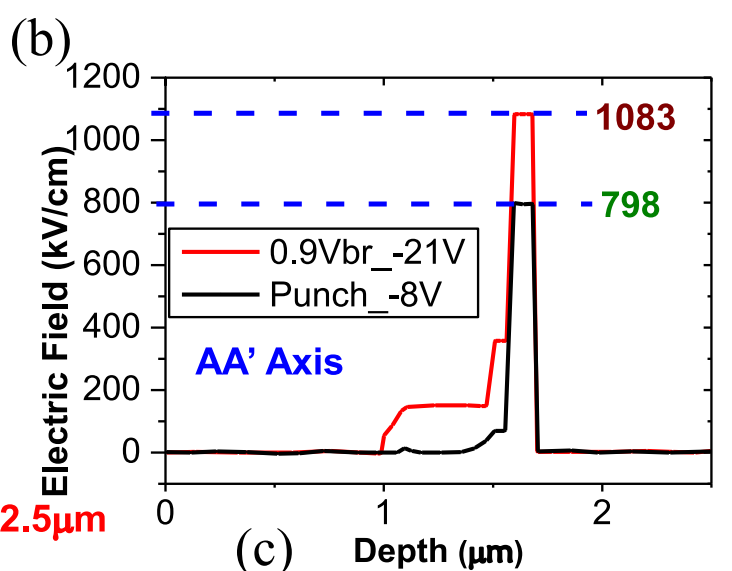 (b)
1200
1000
800
600
400
200
0
Electric Field (kV/cm)
1083
798
0.9Vbr_-21V
Punch_-8V
AA' Axis
0 1 2
2.5μm
(c)
Depth (μm)